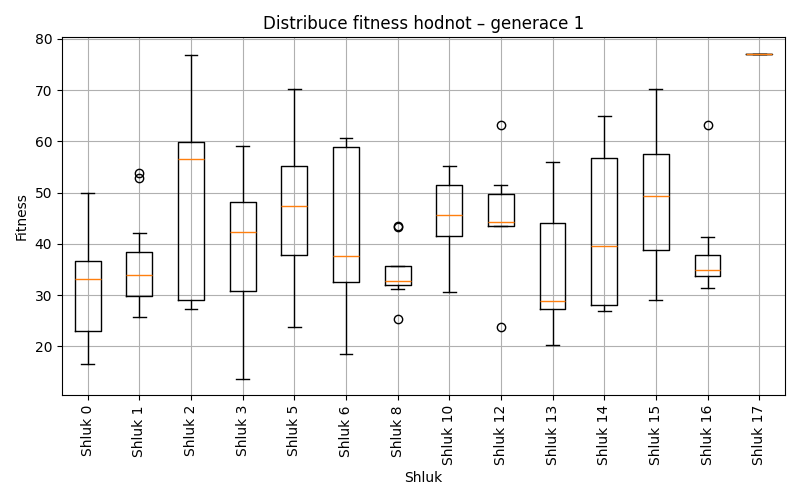 Distribuce fitness hodnot – generace 1
Fitness
80
70
60
50
40
30
20
Shluk 0
Shluk 1
Shluk 2
Shluk 3
Shluk 5
Shluk 6
Shluk 8
Shluk 10
Shluk 12
Shluk 13
Shluk 14
Shluk 15
Shluk 16
Shluk 17
Shluk